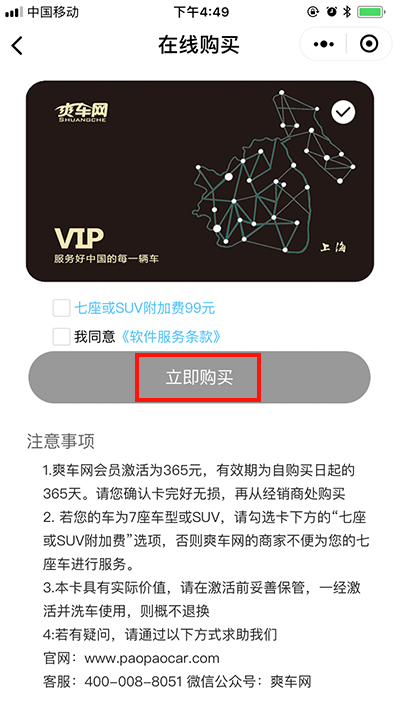 中国移动
下午4:49
在线购买
爽车网
SHUANGCHE
VIP
服务好中国的每一辆车
上海
七座或SUV附加费99元
我同意《软件服务条款》
立即购买
注意事项
1.爽车网会员激活为365元，有效期为自购买日起的
365天。请您确认卡完好无损，再从经销商处购买
2. 若您的车为7座车型或SUV，请勾选卡下方的“七座
或SUV附加费”选项，否则爽车网的商家不便为您的七
座车进行服务。
3.本卡具有实际价值，请在激活前妥善保管，一经激
活并洗车使用，则概不退换
4:若有疑问，请通过以下方式求助我们
官网：www.paopaocar.com
客服：400-008-8051 微信公众号：爽车网